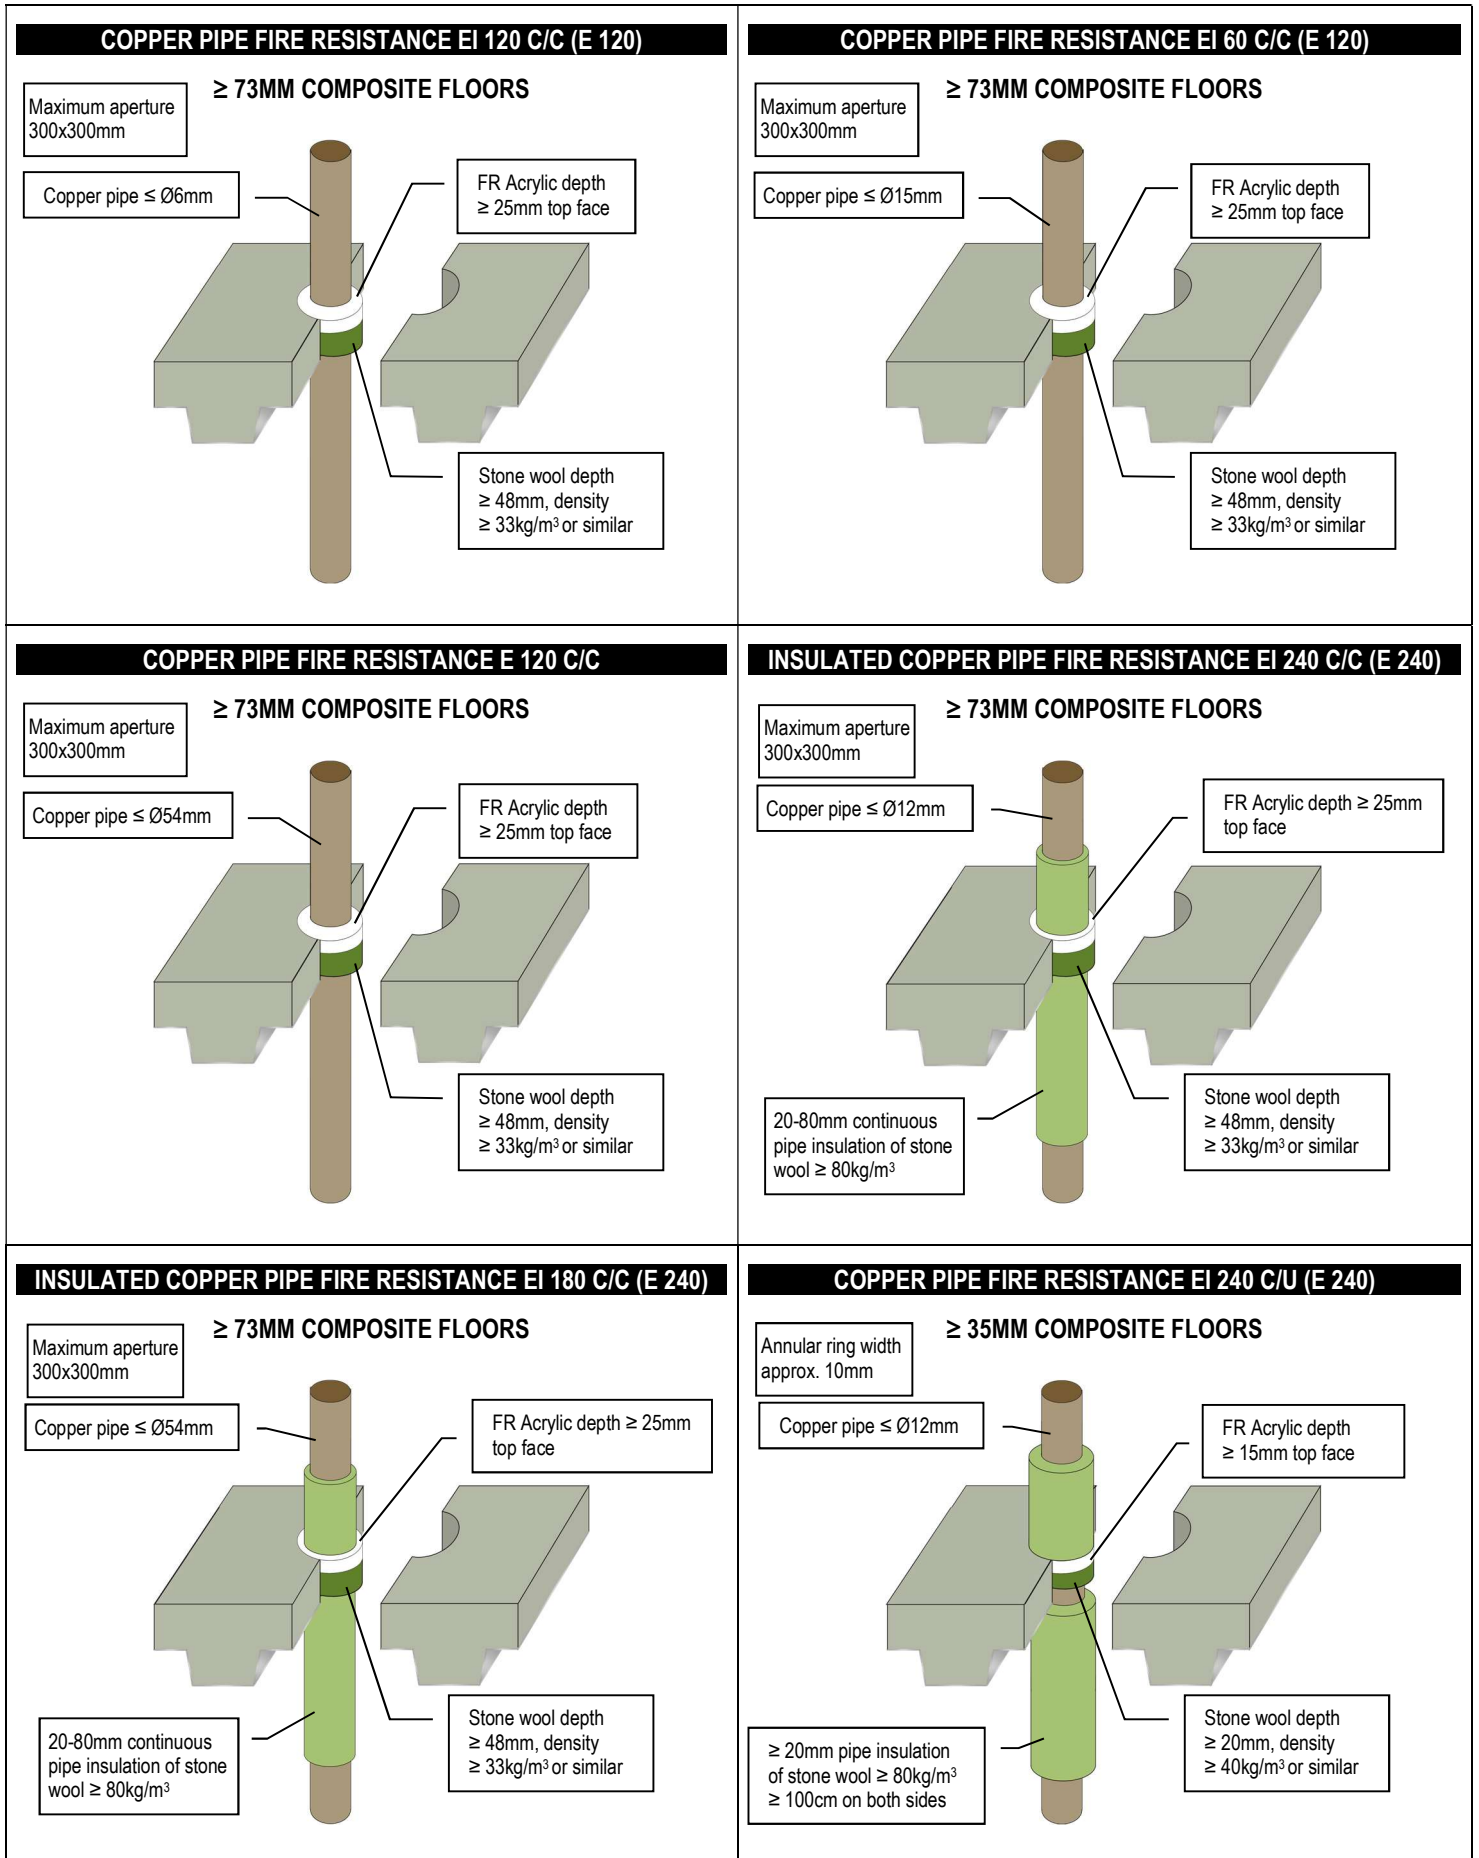 COPPER PIPE FIRE RESISTANCE EI 120 C/C (E 120)
≥ 73MM COMPOSITE FLOORS
Maximum aperture
300x300mm
Copper pipe ≤ Ø6mm
FR Acrylic depth
≥ 25mm top face
Stone wool depth
≥ 48mm, density
≥ 33kg/m³ or similar
COPPER PIPE FIRE RESISTANCE EI 60 C/C (E 120)
≥ 73MM COMPOSITE FLOORS
Maximum aperture
300x300mm
Copper pipe ≤ Ø15mm
FR Acrylic depth
≥ 25mm top face
Stone wool depth
≥ 48mm, density
≥ 33kg/m³ or similar
COPPER PIPE FIRE RESISTANCE E 120 C/C
≥ 73MM COMPOSITE FLOORS
Maximum aperture
300x300mm
Copper pipe ≤ Ø54mm
FR Acrylic depth
≥ 25mm top face
Stone wool depth
≥ 48mm, density
≥ 33kg/m³ or similar
INSULATED COPPER PIPE FIRE RESISTANCE EI 240 C/C (E 240)
≥ 73MM COMPOSITE FLOORS
Maximum aperture
300x300mm
Copper pipe ≤ Ø12mm
FR Acrylic depth ≥ 25mm
top face
20-80mm continuous
pipe insulation of stone
wool ≥ 80kg/m³
Stone wool depth
≥ 48mm, density
≥ 33kg/m³ or similar
INSULATED COPPER PIPE FIRE RESISTANCE EI 180 C/C (E 240)
≥ 73MM COMPOSITE FLOORS
Maximum aperture
300x300mm
Copper pipe ≤ Ø54mm
FR Acrylic depth ≥ 25mm
top face
20-80mm continuous
pipe insulation of stone
wool ≥ 80kg/m³
Stone wool depth
≥ 48mm, density
≥ 33kg/m³ or similar
COPPER PIPE FIRE RESISTANCE EI 240 C/U (E 240)
≥ 35MM COMPOSITE FLOORS
Annular ring width
approx. 10mm
Copper pipe ≤ Ø12mm
FR Acrylic depth
≥ 15mm top face
≥ 20mm pipe insulation
of stone wool ≥ 80kg/m³
≥ 100cm on both sides
Stone wool depth
≥ 20mm, density
≥ 40kg/m³ or similar